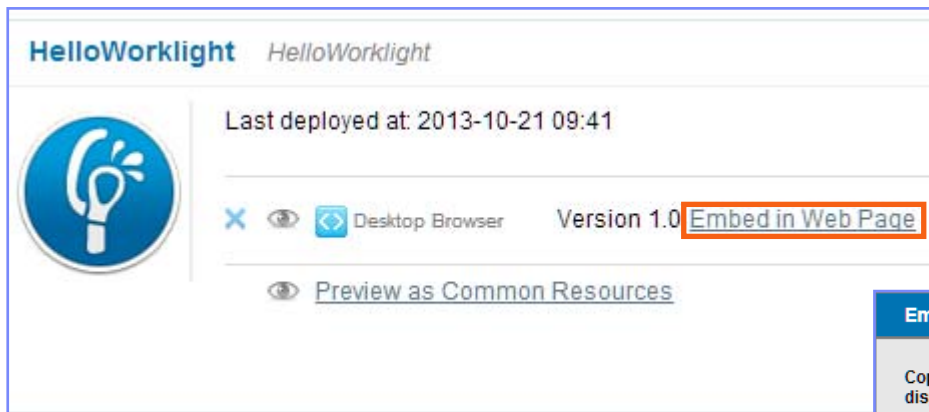 HelloWorklight HelloWorklight
Last deployed at: 2013-10-21 09:41
Desktop Browser Version 1.0 Embed in Web Page
Preview as Common Resources